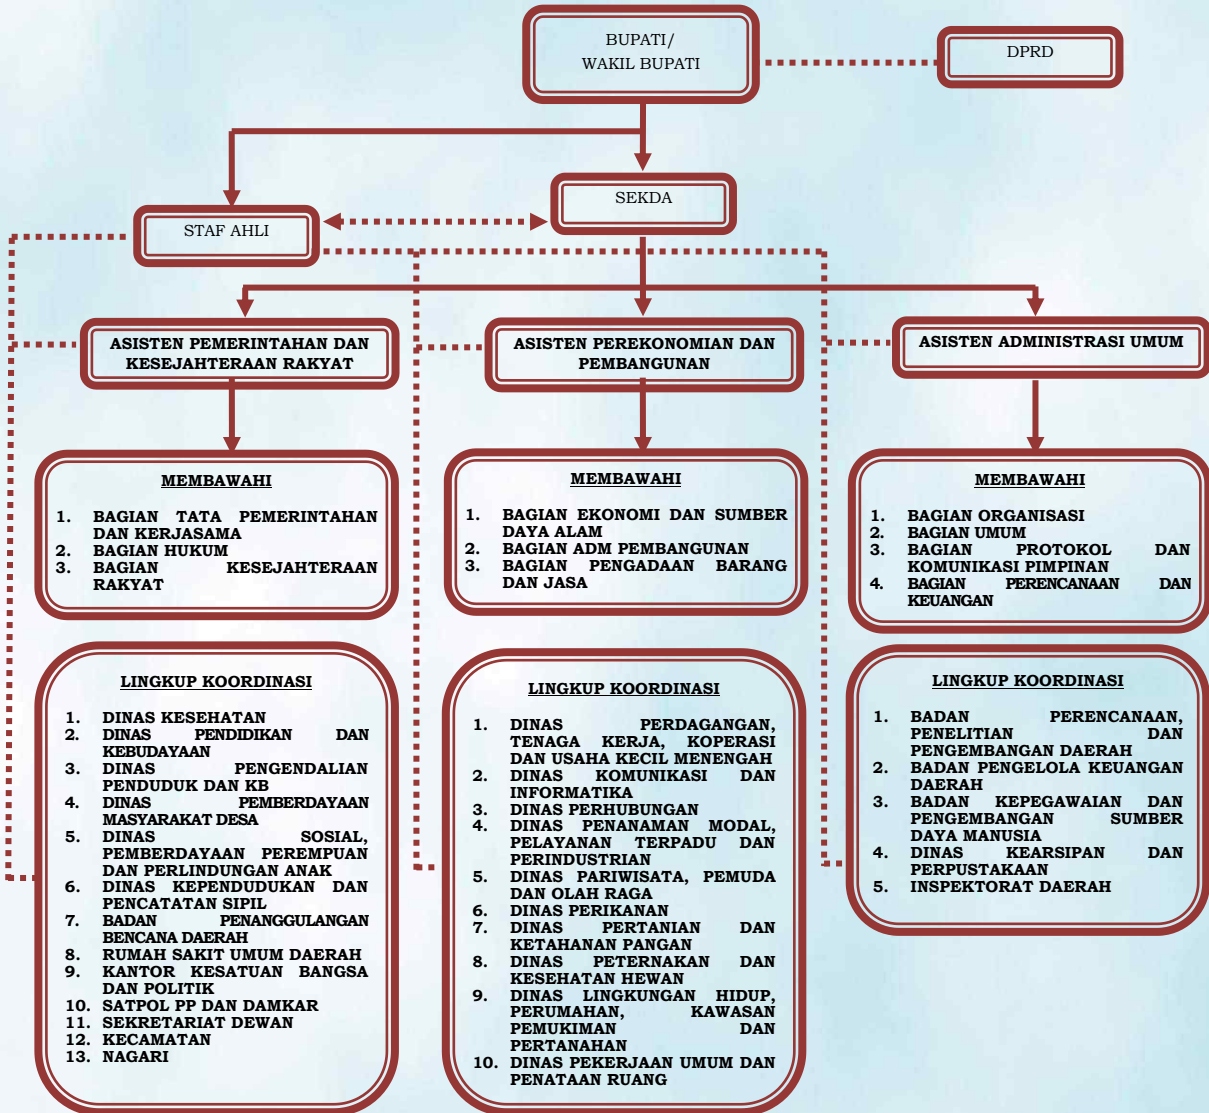 BUPATI/
WAKIL BUPATI
DPRD
SEKDA
STAF AHLI
ASISTEN PEMERINTAHAN DAN
KESEJAHTERAAN RAKYAT
ASISTEN PEREKONOMIAN DAN
PEMBANGUNAN
ASISTEN ADMINISTRASI UMUM
MEMBAWAHI
1. BAGIAN TATA PEMERINTAHAN
DAN KERJASAMA
2. BAGIAN HUKUM
3. BAGIAN KESEJAHTERAAN
RAKYAT
MEMBAWAHI
1. BAGIAN EKONOMI DAN SUMBER
DAYA ALAM
2. BAGIAN ADM PEMBANGUNAN
3. BAGIAN PENGADAAN BARANG
DAN JASA
MEMBAWAHI
1. BAGIAN ORGANISASI
2. BAGIAN UMUM
3. BAGIAN PROTOKOL DAN
KOMUNIKASI PIMPINAN
4. BAGIAN PERENCANAAN DAN
KEUANGAN
LINGKUP KOORDINASI
1. DINAS KESEHATAN
2. DINAS PENDIDIKAN DAN
KEBUDAYAAN
3. DINAS PENGENDALIAN
PENDUDUK DAN KB
4. DINAS PEMBERDAYAAN
MASYARAKAT DESA
5. DINAS SOSIAL,
PEMBERDAYAAN PEREMPUAN
DAN PERLINDUNGAN ANAK
6. DINAS KEPENDUDUKAN DAN
PENCATATAN SIPIL
7. BADAN PENANGGULANGAN
BENCANA DAERAH
8. RUMAH SAKIT UMUM DAERAH
9. KANTOR KESATUAN BANGSA
DAN POLITIK
10. SATPOL PP DAN DAMKAR
11. SEKRETARIAT DEWAN
12. KECAMATAN
13. NAGARI
LINGKUP KOORDINASI
1. DINAS PERDAGANGAN,
TENAGA KERJA, KOPERASI
DAN USAHA KECIL MENENGAH
2. DINAS KOMUNIKASI DAN
INFORMATIKA
3. DINAS PERHUBUNGAN
4. DINAS PENANAMAN MODAL,
PELAYANAN TERPADU DAN
PERINDUSTRIAN
5. DINAS PARIWISATA, PEMUDA
DAN OLAH RAGA
6. DINAS PERIKANAN
7. DINAS PERTANIAN DAN
KETAHANAN PANGAN
8. DINAS PETERNAKAN DAN
KESEHATAN HEWAN
9. DINAS LINGKUNGAN HIDUP,
PERUMAHAN, KAWASAN
PEMUKIMAN DAN
PERTANAHAN
10. DINAS PEKERJAAN UMUM DAN
PENATAAN RUANG
LINGKUP KOORDINASI
1. BADAN PERENCANAAN,
PENELITIAN DAN
PENGEMBANGAN DAERAH
2. BADAN PENGELOLA KEUANGAN
DAERAH
3. BADAN KEPEGAWAIAN DAN
PENGEMBANGAN SUMBER
DAYA MANUSIA
4. DINAS KEARSIPAN DAN
PERPUSTAKAAN
5. INSPEKTORAT DAERAH